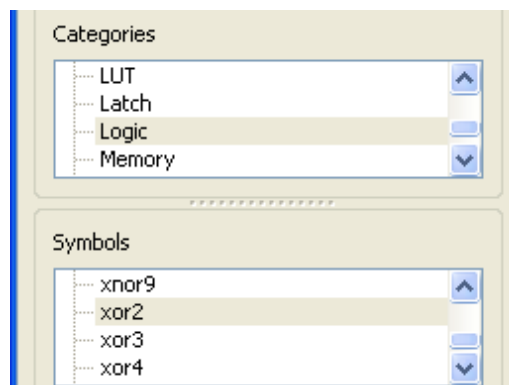 Categories
LUT
Latch
Logic
Memory
Symbols
xnor9
xor2
xor3
xor4